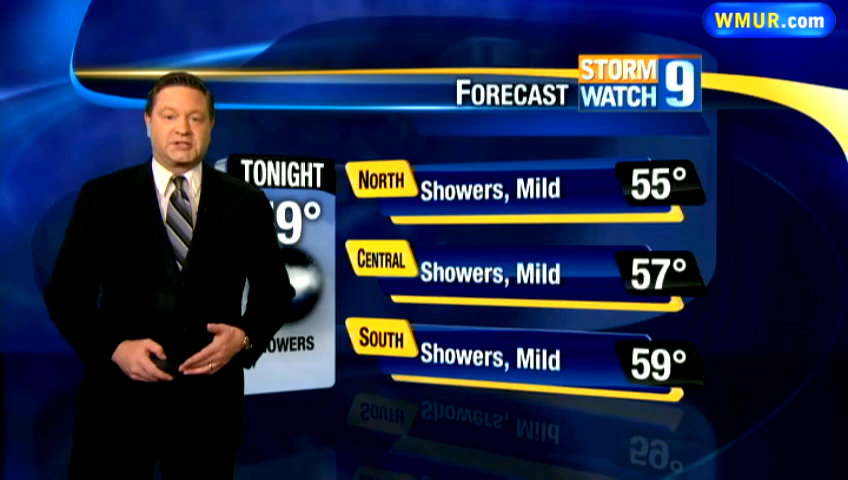 WMUR.com
FORECAST
STORM
WATCH 9
TONIGHT
9°
NORTH
Showers, Mild
55°
CENTRAL
Showers, Mild
57°
SOUTH
Showers, Mild
59°